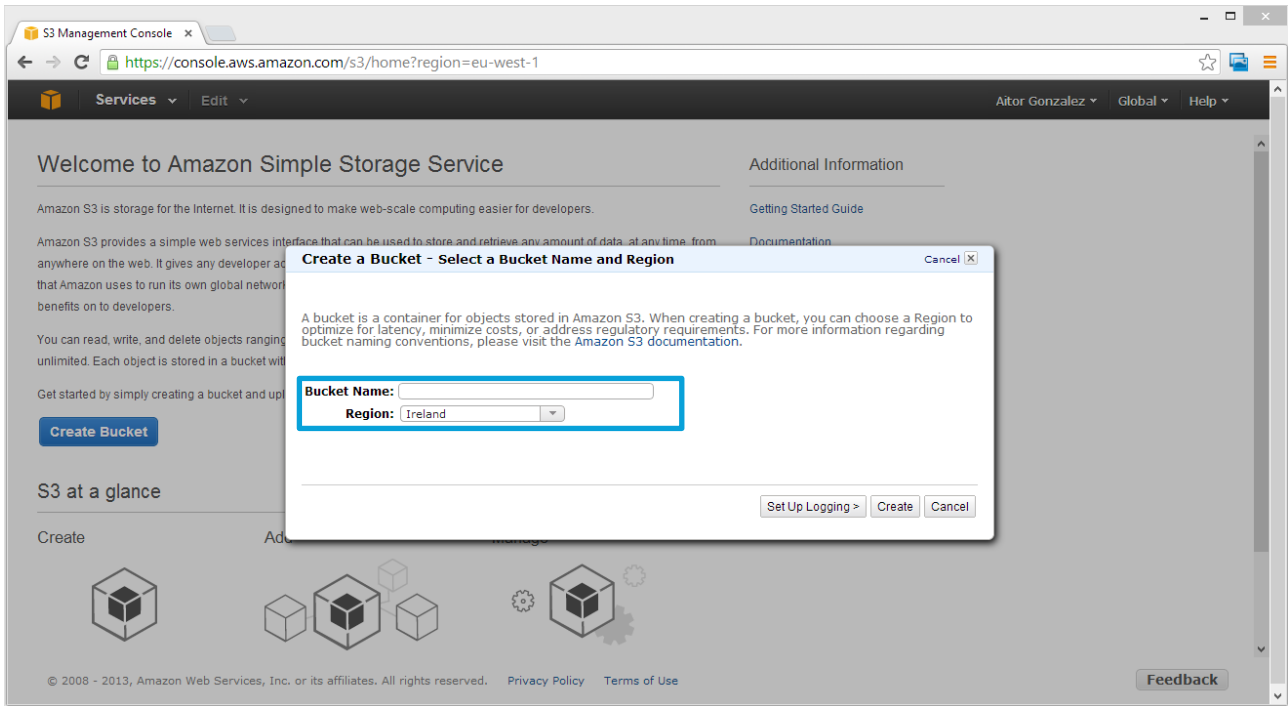 S3 Management Console
https://console.aws.amazon.com/s3/home?region=eu-west-1
Services Edit Aitor Gonzalez Global Help
Welcome to Amazon Simple Storage Service
Additional Information
Amazon S3 is storage for the Internet. It is designed to make web-scale computing easier for developers.
Getting Started Guide
Amazon S3 provides a simple web services interface that can be used to store and retrieve any amount of data, at any time, from
Documentation
anywhere on the web. It gives any developer ac
that Amazon uses to run its own global network
benefits on to developers.
You can read, write, and delete objects ranging
unlimited. Each object is stored in a bucket wit
Get started by simply creating a bucket and upl
Create Bucket
Create a Bucket - Select a Bucket Name and Region
Cancel
A bucket is a container for objects stored in Amazon S3. When creating a bucket, you can choose a Region to
optimize for latency, minimize costs, or address regulatory requirements. For more information regarding
bucket naming conventions, please visit the Amazon S3 documentation.
Bucket Name:
Region: Ireland
Set Up Logging > Create Cancel
S3 at a glance
Create Add Manage
© 2008 - 2013, Amazon Web Services, Inc. or its affiliates. All rights reserved. Privacy Policy Terms of Use
Feedback